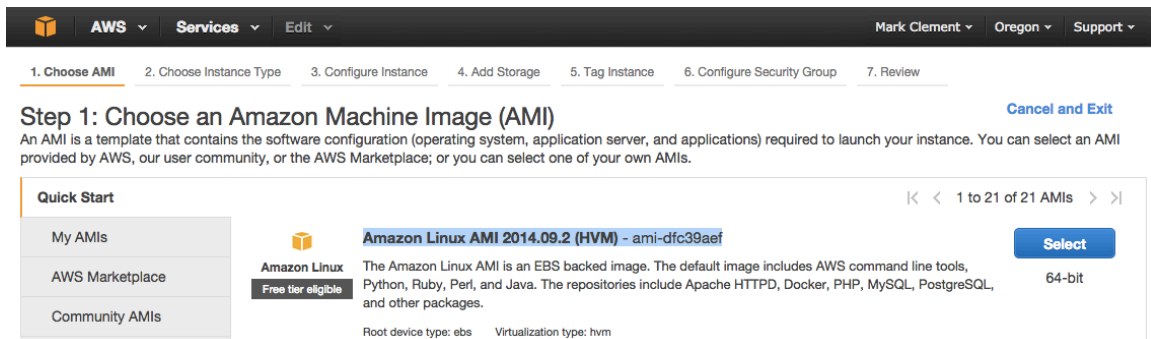 AWS Services Edit Mark Clement Oregon Support
1. Choose AMI 2. Choose Instance Type 3. Configure Instance 4. Add Storage 5. Tag Instance 6. Configure Security Group 7. Review
Step 1: Choose an Amazon Machine Image (AMI) Cancel and Exit
An AMI is a template that contains the software configuration (operating system, application server, and applications) required to launch your instance. You can select an AMI
provided by AWS, our user community, or the AWS Marketplace; or you can select one of your own AMIs.
Quick Start 1 to 21 of 21 AMIs
My AMIs
AWS Marketplace
Community AMIs
Amazon Linux
Free tier eligible
Amazon Linux AMI 2014.09.2 (HVM) - ami-dfc39aef
The Amazon Linux AMI is an EBS backed image. The default image includes AWS command line tools,
Python, Ruby, Perl, and Java. The repositories include Apache HTTPD, Docker, PHP, MySQL, PostgreSQL,
and other packages.
Root device type: ebs Virtualization type: hvm
Select
64-bit